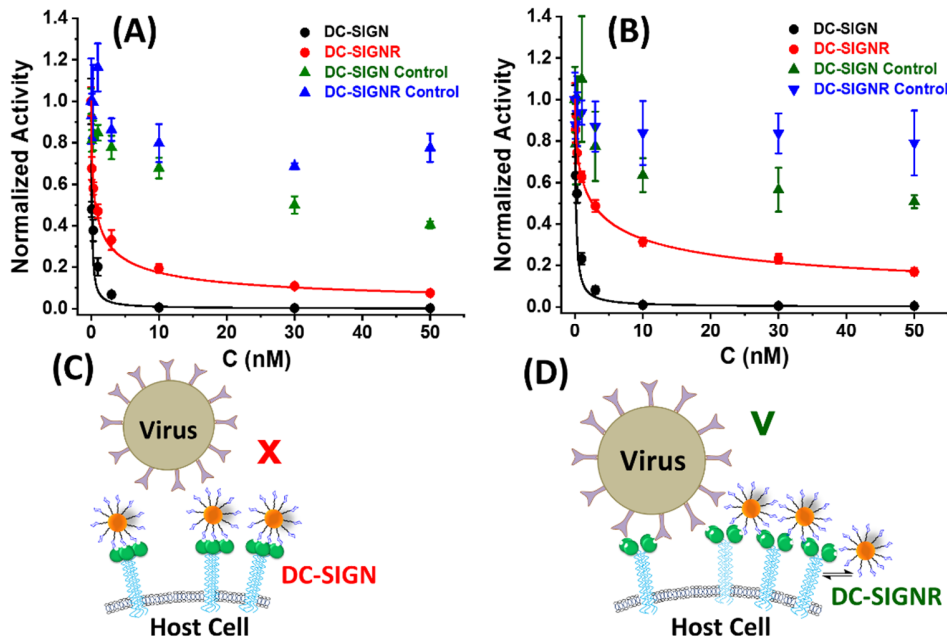 (A)
DC-SIGN
DC-SIGNR
DC-SIGN Control
DC-SIGNR Control
Normalized Activity
1.4
1.2
1.0
0.8
0.6
0.4
0.2
0.0
0 10 20 30 40 50
C (nM)
(B)
DC-SIGN
DC-SIGNR
DC-SIGN Control
DC-SIGNR Control
Normalized Activity
1.4
1.2
1.0
0.8
0.6
0.4
0.2
0.0
0 10 20 30 40 50
C (nM)
(C)
Virus
X
DC-SIGN
Host Cell
(D)
Virus
V
DC-SIGNR
Host Cell